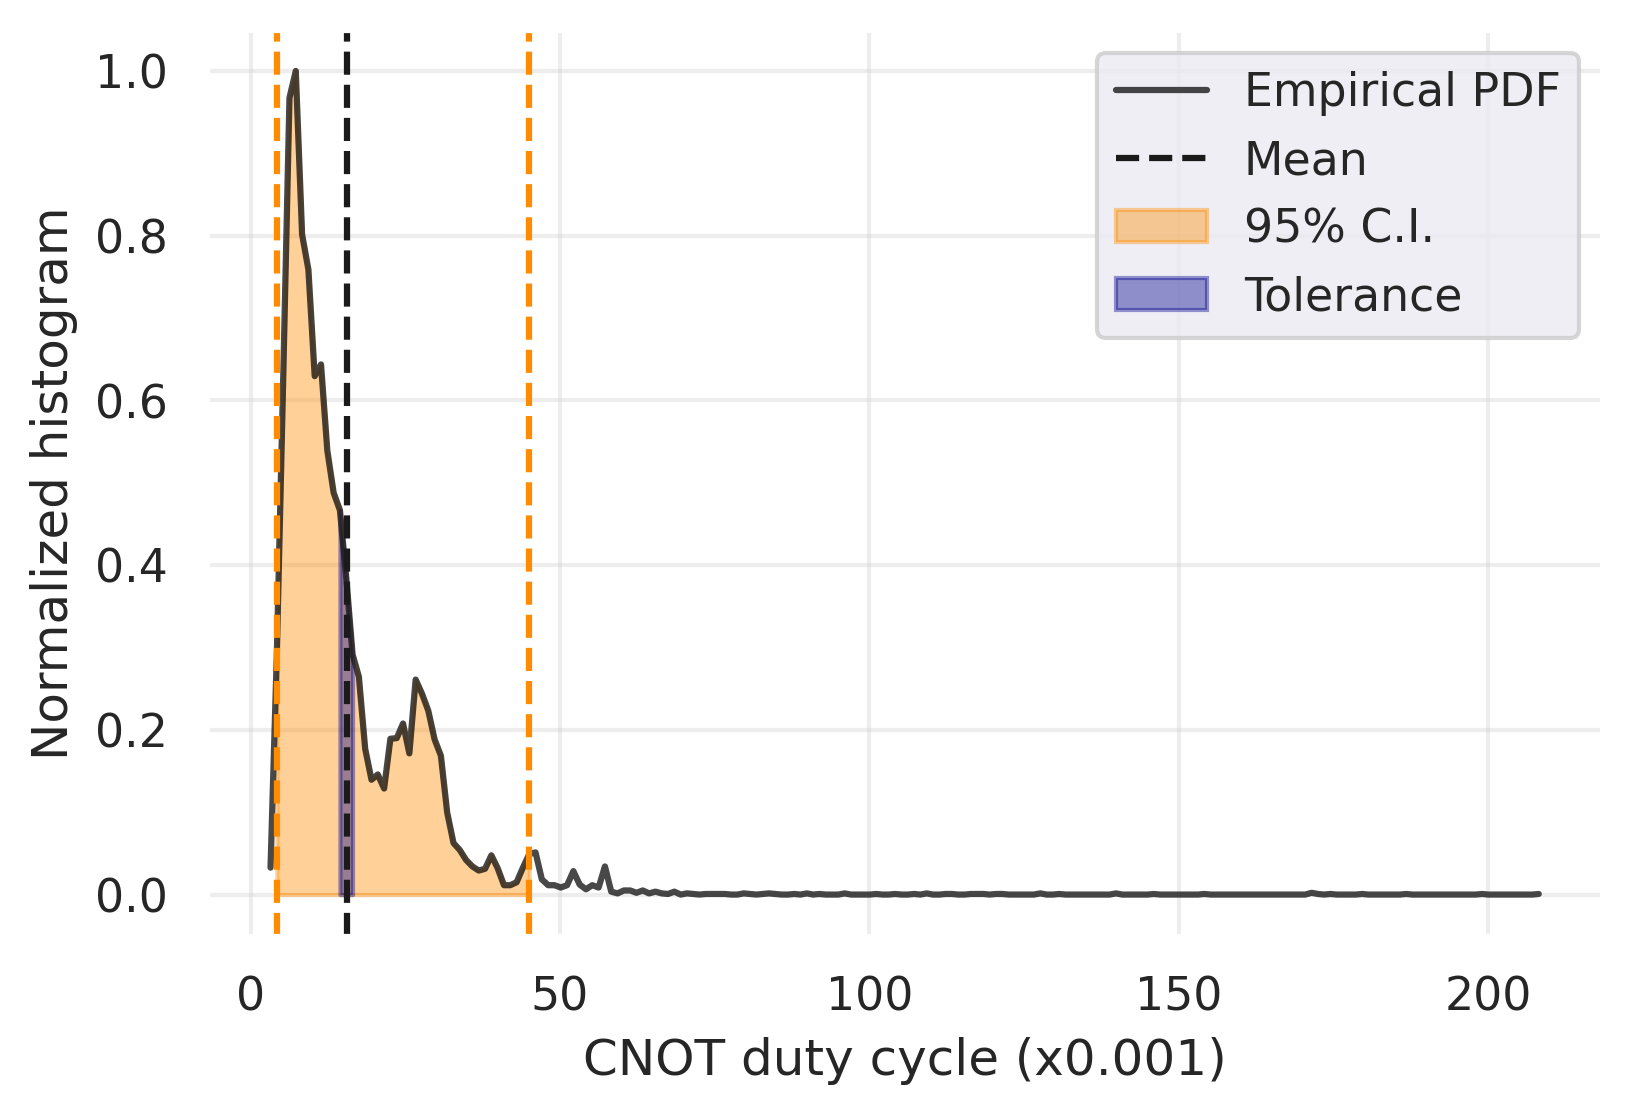 1.0
0.8
0.6
0.4
0.2
0.0
Normalized histogram
Empirical PDF
Mean
95% C.I.
Tolerance
0 50 100 150 200
CNOT duty cycle (x0.001)